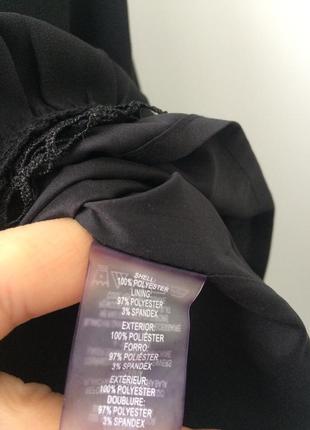 SHELL:
100% POLYESTER
LINING:
97% POLYESTER
3% SPANDEX
EXTERIOR:
100% POLIÉSTER
FORRO:
97% POLIÉSTER
3% SPANDEX
EXTÉRIEUR:
100% POLYESTER
DOUBLURE:
97% POLYESTER
3% SPANDEX